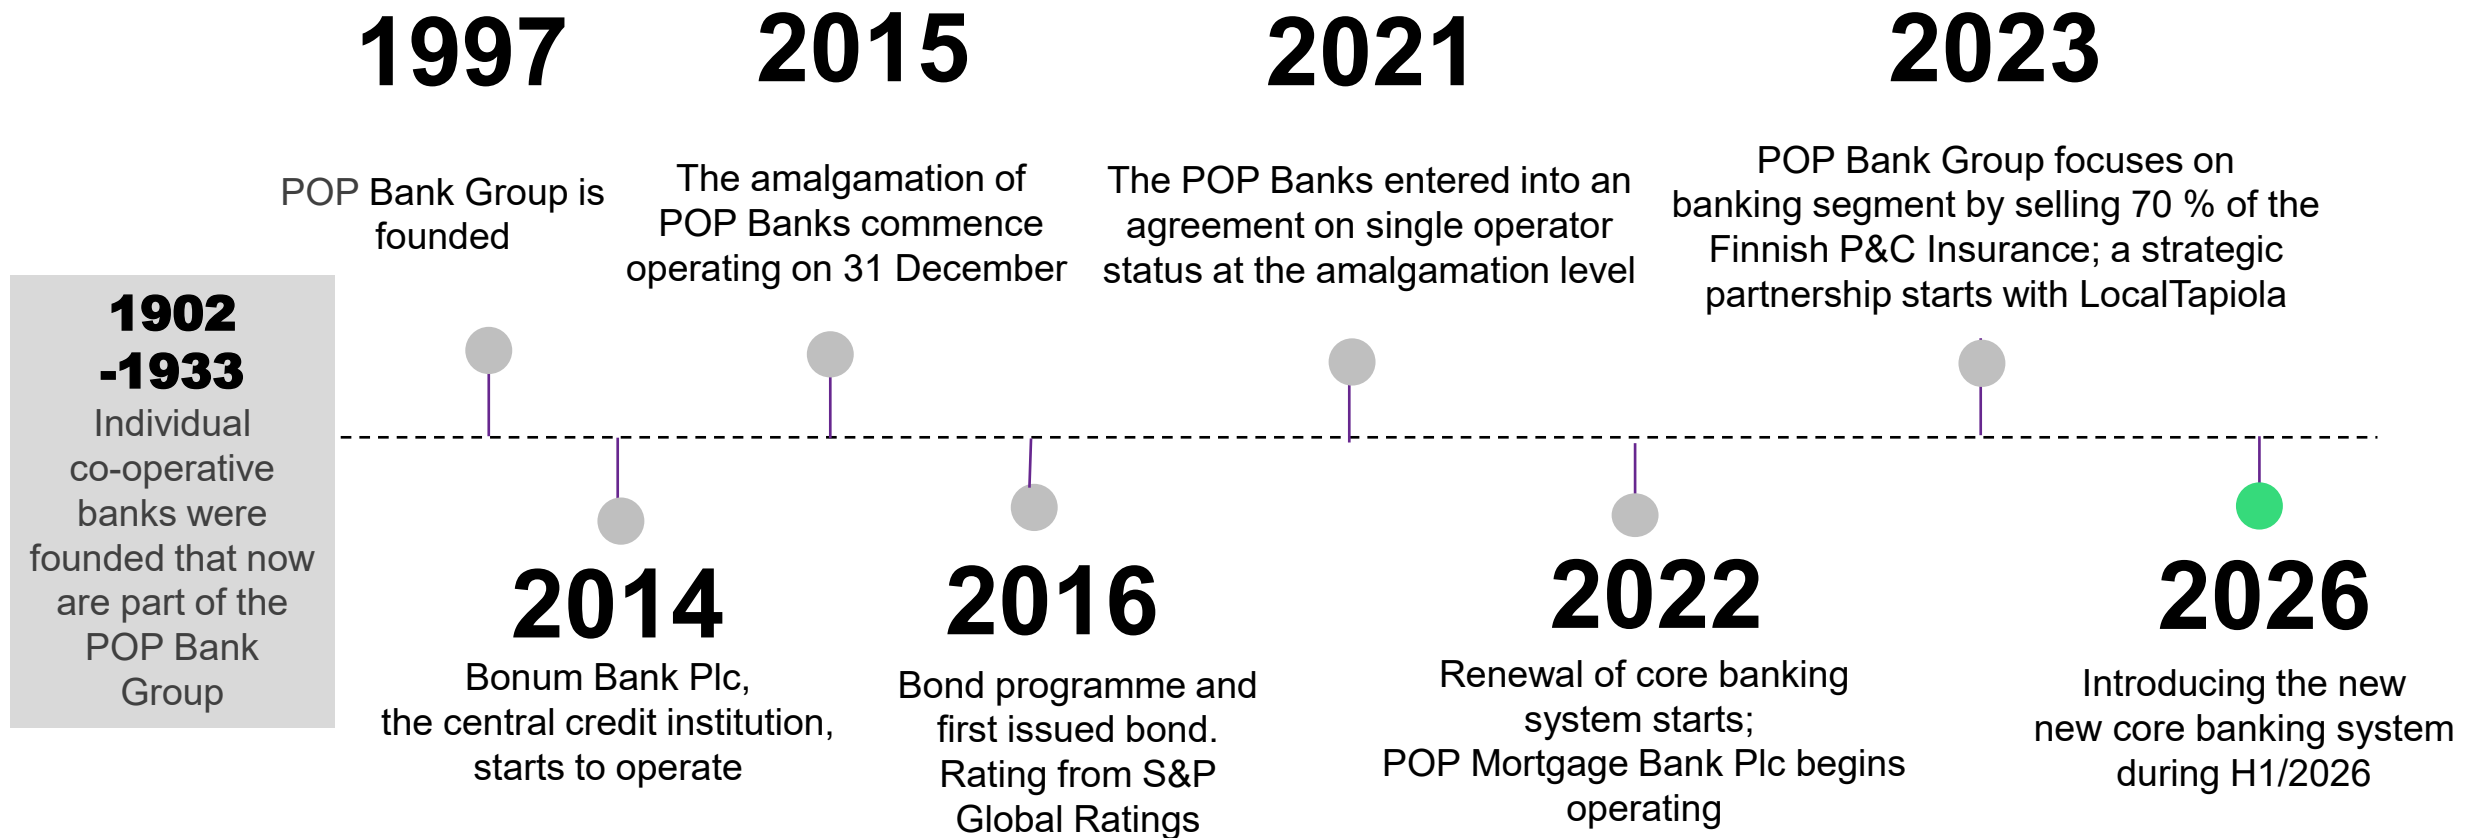 1902
-1933
Individual
co-operative
banks were
founded that now
are part of the
POP Bank
Group
1997
POP Bank Group is
founded
2014
Bonum Bank Plc,
the central credit institution,
starts to operate
2015
The amalgamation of
POP Banks commence
operating on 31 December
2016
Bond programme and
first issued bond.
Rating from S&P
Global Ratings
2021
The POP Banks entered into an
agreement on single operator
status at the amalgamation level
2022
Renewal of core banking
system starts;
POP Mortgage Bank Plc begins
operating
2023
POP Bank Group focuses on
banking segment by selling 70 % of the
Finnish P&C Insurance; a strategic
partnership starts with LocalTapiola
2026
Introducing the new
new core banking system
during H1/2026